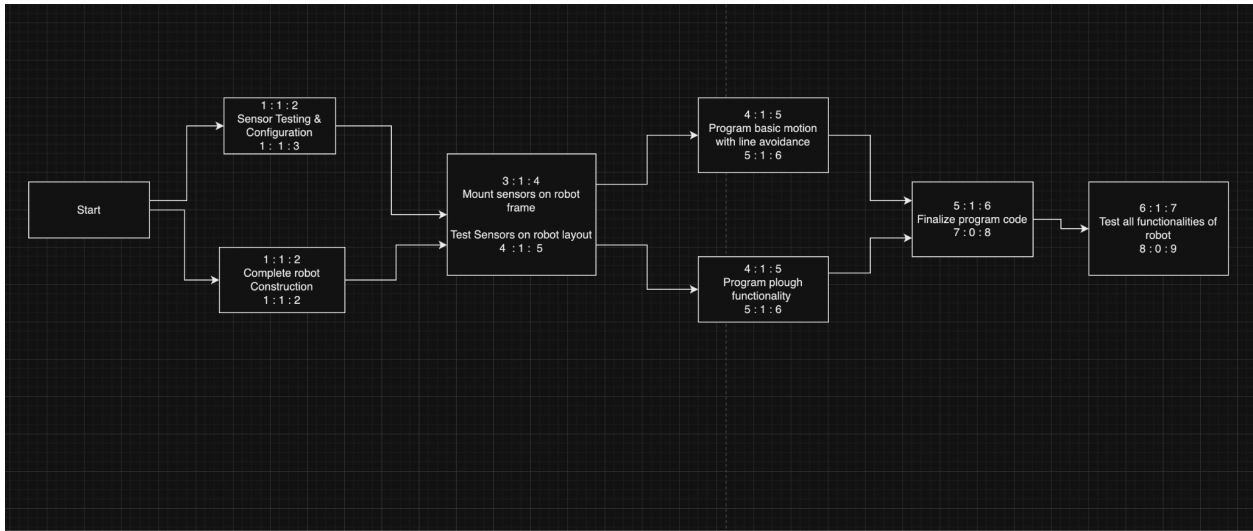 Start
1 : 1 : 2
Sensor Testing &
Configuration
1 :  1 : 3
1 : 1 : 2
Complete robot
Construction
1 : 1 : 2
3 : 1 : 4
Mount sensors on robot
frame
Test Sensors on robot layout
4 : 1 :  5
4 : 1 : 5
Program basic motion
with line avoidance
5 : 1 : 6
4 : 1 : 5
Program plough
functionality
5 : 1 : 6
5 : 1 : 6
Finalize program code
7 : 0 : 8
6 : 1 : 7
Test all functionalities of
robot
8 : 0 : 9